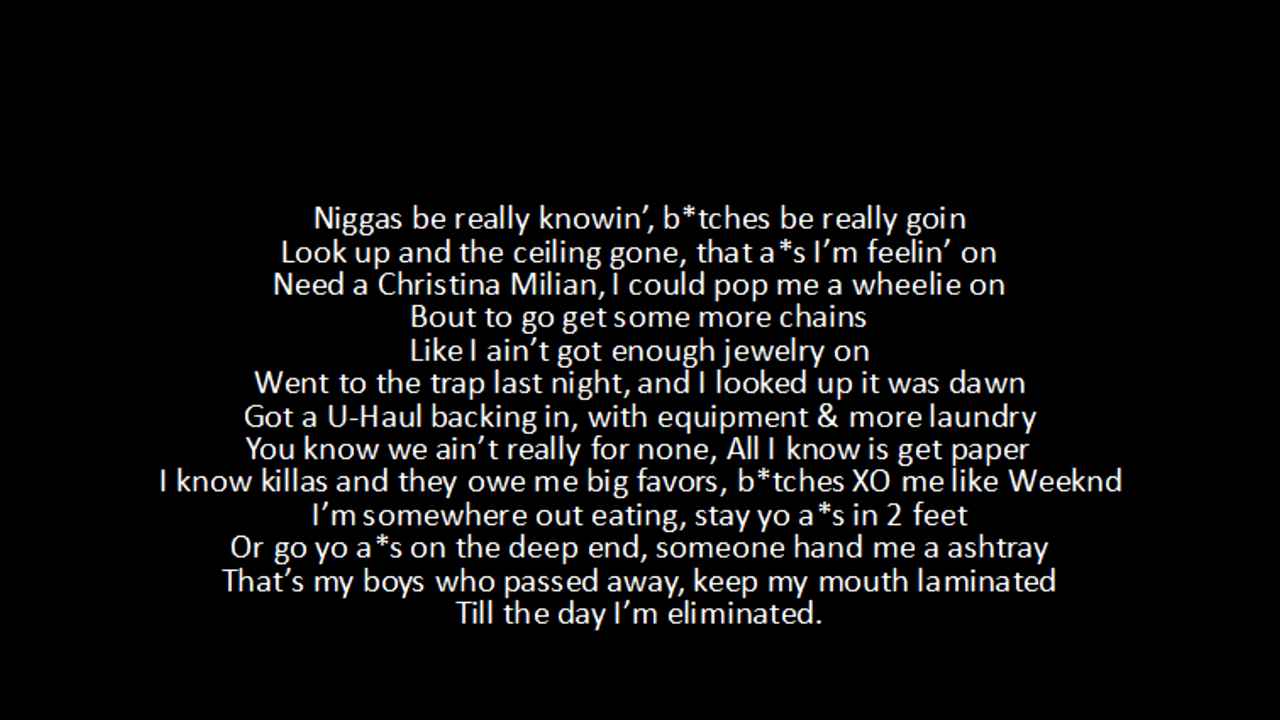 Niggas be really knowin’, b*tches be really goin
Look up and the ceiling gone, that a*s I’m feelin’ on
Need a Christina Milian, I could pop me a wheelie on
Bout to go get some more chains
Like I ain’t got enough jewelry on
Went to the trap last night, and I looked up it was dawn
Got a U-Haul backing in, with equipment & more laundry
You know we ain’t really for none, All I know is get paper
I know killas and they owe me big favors, b*tches XO me like Weeknd
I’m somewhere out eating, stay yo a*s in 2 feet
Or go yo a*s on the deep end, someone hand me a ashtray
That’s my boys who passed away, keep my mouth laminated
Till the day I’m eliminated.